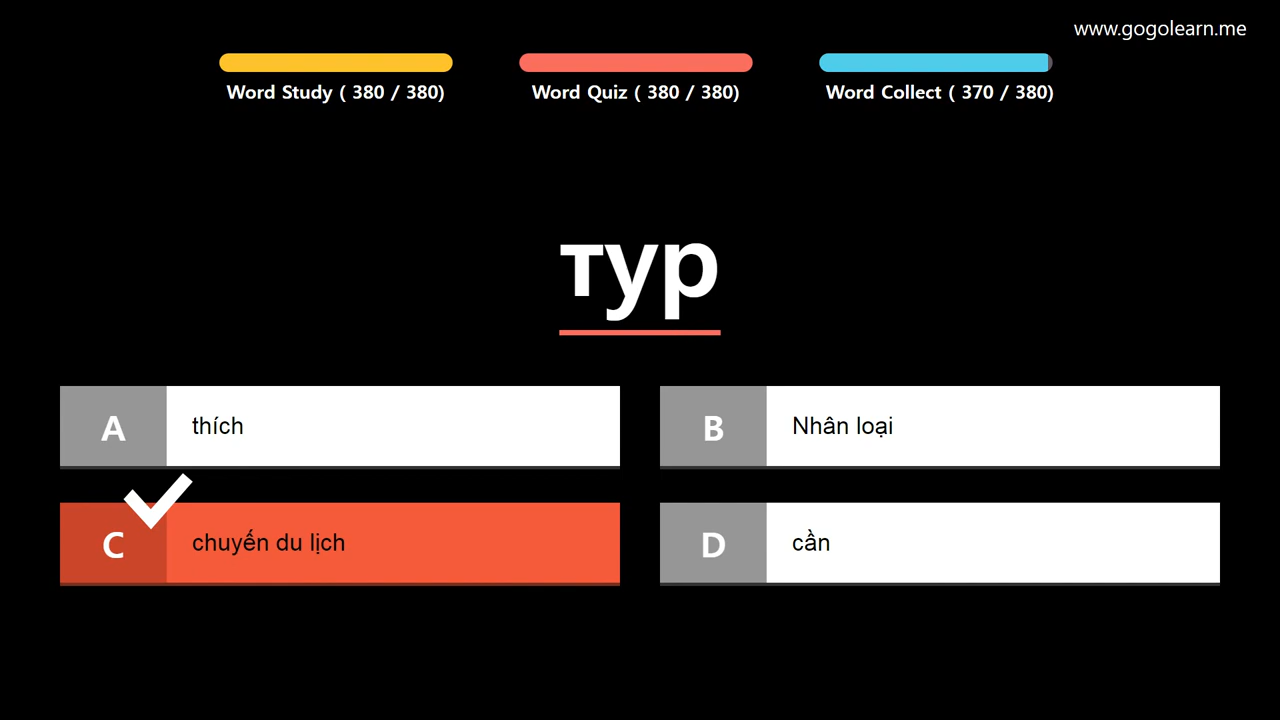 www.gogolearn.me
Word Study ( 380 / 380)
Word Quiz ( 380 / 380)
Word Collect ( 370 / 380)
тур
A
thích
B
Nhân loại
C
chuyến du lịch
D
cần